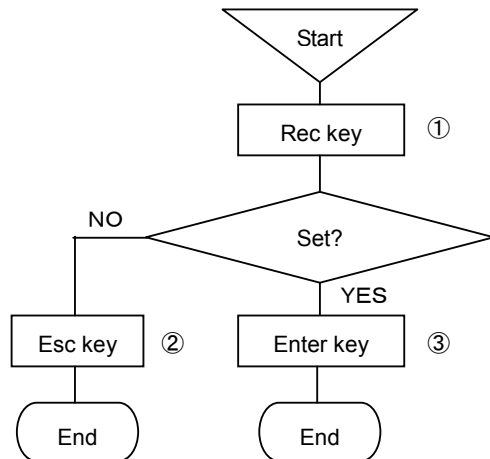 Start
Rec key
①
Set?
NO
YES
Esc key
②
Enter key
③
End
End